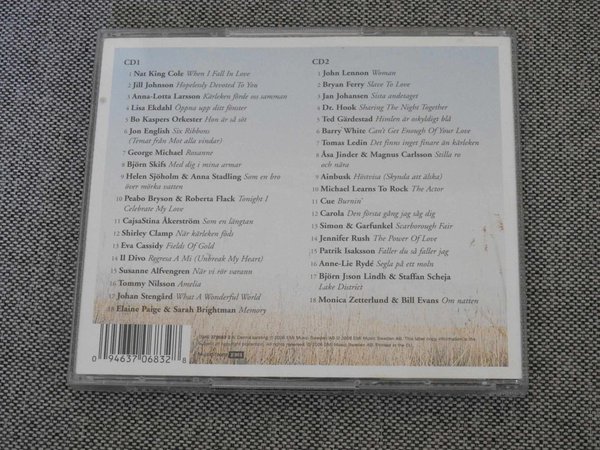 CD1
1 Nat King Cole When I Fall In Love
2 Jill Johnson Hopelessly Devoted To You
3 Anna-Lotta Larsson Kärleken förde oss samman
4 Lisa Ekdahl Öppna upp ditt fönster
5 Bo Kaspers Orkester Hon är så söt
6 Jon English Six Ribbons
(Temat från Mot alla vindar)
7 George Michael Roxanne
8 Björn Skifs Med dig i mina armar
9 Helen Sjöholm & Anna Stadling Som en bro
över mörka vatten
10 Peabo Bryson & Roberta Flack Tonight I
Celebrate My Love
11 CajsaStina Åkerström Som en långtan
12 Shirley Clamp När kärleken föds
13 Eva Cassidy Fields Of Gold
14 Il Divo Regresa A Mi (Unbreak My Heart)
15 Susanne Alfvengren När vi rör varann
16 Tommy Nilsson Amelia
17 Johan Stengård What A Wonderful World
18 Elaine Paige & Sarah Brightman Memory
CD2
1 John Lennon Woman
2 Bryan Ferry Slave To Love
3 Jan Johansen Sista andetaget
4 Dr. Hook Sharing The Night Together
5 Ted Gärdestad Himlen är oskyldigt blå
6 Barry White Can't Get Enough Of Your Love
7 Tomas Ledin Det finns inget finare än kärleken
8 Åsa Jinder & Magnus Carlsson Stilla ro
och nära
9 Ainbusk Höstvisa (Skynda att älska)
10 Michael Learns To Rock The Actor
11 Cue Burnin'
12 Carola Den första gång jag såg dig
13 Simon & Garfunkel Scarborough Fair
14 Jennifer Rush The Power Of Love
15 Patrik Isaksson Faller du så faller jag
16 Anne-Lie Rydé Segla på ett moln
17 Björn J:son Lindh & Staffan Scheja
Lake District
18 Monica Zetterlund & Bill Evans Om natten
0 94637 06832 8